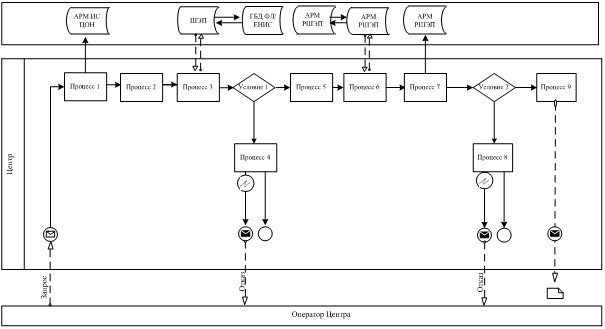 АРМ ИС
ЦОН
ШЭП
ГБД ФЛ/
ЕНИС
АРМ
РШЭП
АРМ
РШЭП
АРМ
РШЭП
Центр
Процесс 1
Процесс 2
Процесс 3
Условие 1
Процесс 5
Процесс 6
Процесс 7
Условие 2
Процесс 9
Процесс 4
Процесс 8
Запрос
Отказ
Отказ
Оператор Центра